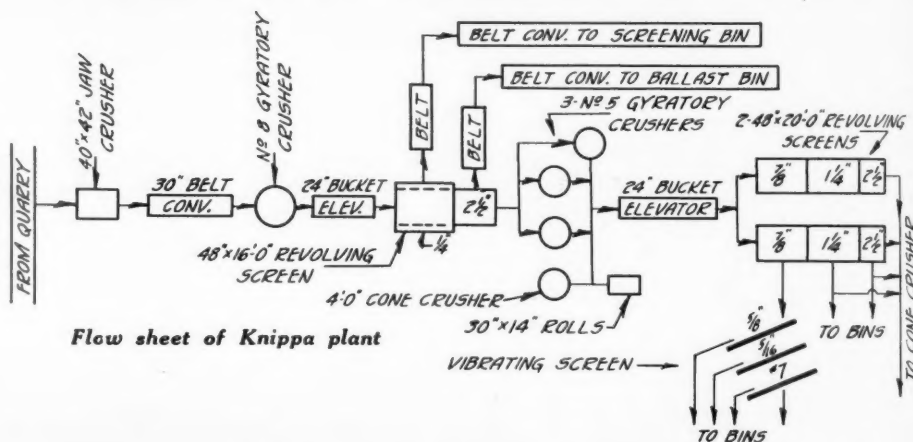 BELT CONV. TO SCREENING BIN
BELT CONV. TO BALLAST BIN
40"×42" JAW
CRUSHER
Nº 8 GYRATORY
CRUSHER
BELT
BELT
3-Nº 5 GYRATORY
CRUSHERS
2-48"×20'-0" REVOLVING
SCREENS
FROM QUARRY
30" BELT
CONV.
24" BUCKET
ELEV.
2½"
¼"
48"×16'-0" REVOLVING
SCREEN
24" BUCKET
ELEVATOR
⅞"
1¼"
2½"
⅞"
1¼"
2½"
4'-0" CONE CRUSHER
30"×14" ROLLS
Flow sheet of Knippa plant
VIBRATING SCREEN
5/8"
5/16"
#7
TO BINS
TO BINS
TO CONE CRUSHER